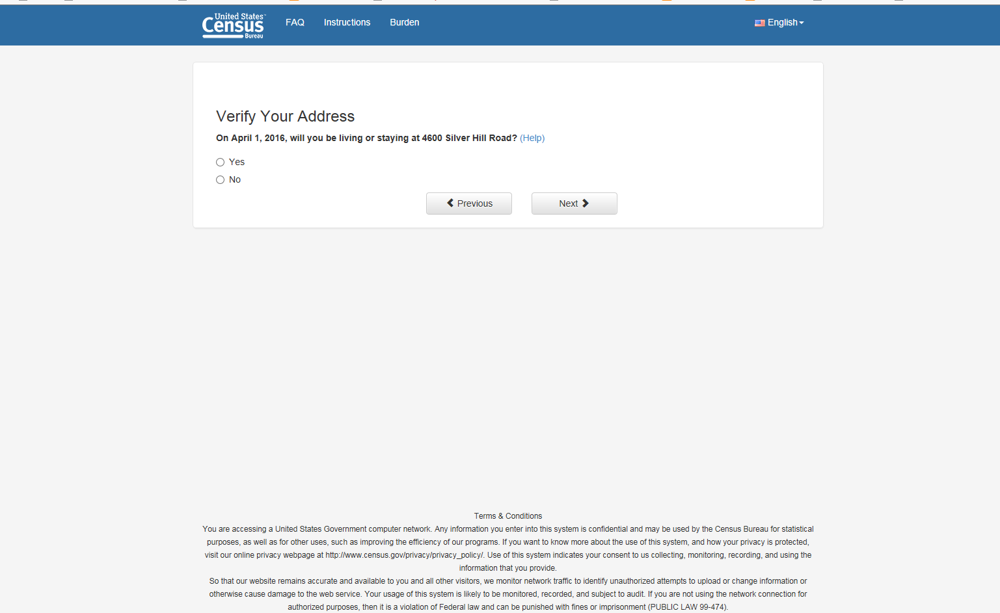 United States™
Census
Bureau
FAQ Instructions Burden English
Verify Your Address
On April 1, 2016, will you be living or staying at 4600 Silver Hill Road? (Help)
Yes
No
Previous Next
Terms & Conditions
You are accessing a United States Government computer network. Any information you enter into this system is confidential and may be used by the Census Bureau for statistical
purposes, as well as for other uses, such as improving the efficiency of our programs. If you want to know more about the use of this system, and how your privacy is protected,
visit our online privacy webpage at http://www.census.gov/privacy/privacy_policy/. Use of this system indicates your consent to us collecting, monitoring, recording, and using the
information that you provide.
So that our website remains accurate and available to you and all other visitors, we monitor network traffic to identify unauthorized attempts to upload or change information or
otherwise cause damage to the web service. Your usage of this system is likely to be monitored, recorded, and subject to audit. If you are not using the network connection for
authorized purposes, then it is a violation of Federal law and can be punished with fines or imprisonment (PUBLIC LAW 99-474).